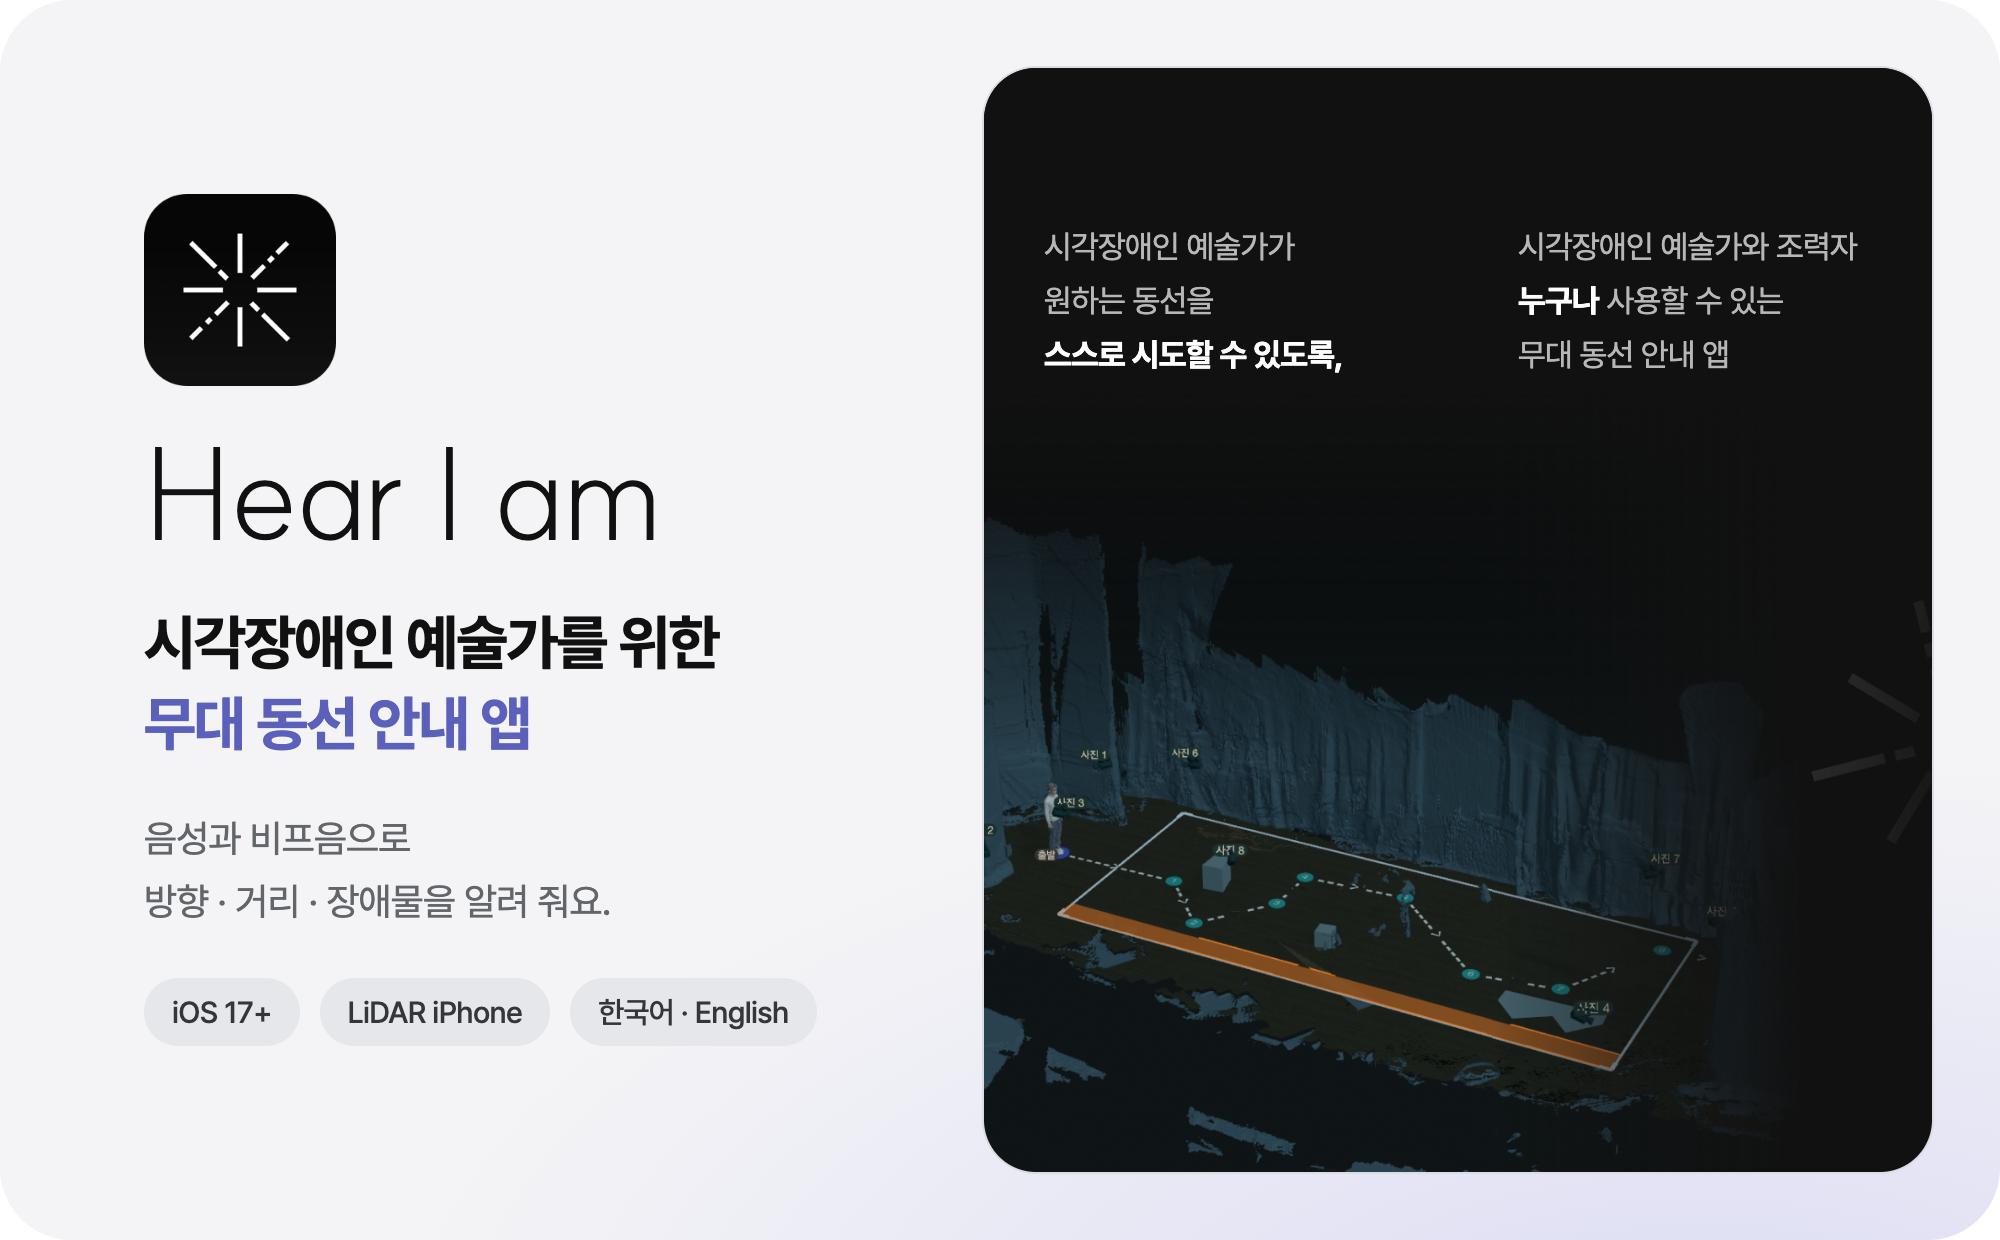 Hear I am
시각장애인 예술가를 위한
무대 동선 안내 앱
음성과 비프음으로
방향 · 거리 · 장애물을 알려 줘요.
iOS 17+
LiDAR iPhone
한국어 · English
시각장애인 예술가가
원하는 동선을
스스로 시도할 수 있도록,
시각장애인 예술가와 조력자
누구나 사용할 수 있는
무대 동선 안내 앱
사진 1
사진 6
사진 3
2
출발
사진 8
사진 7
사진 4